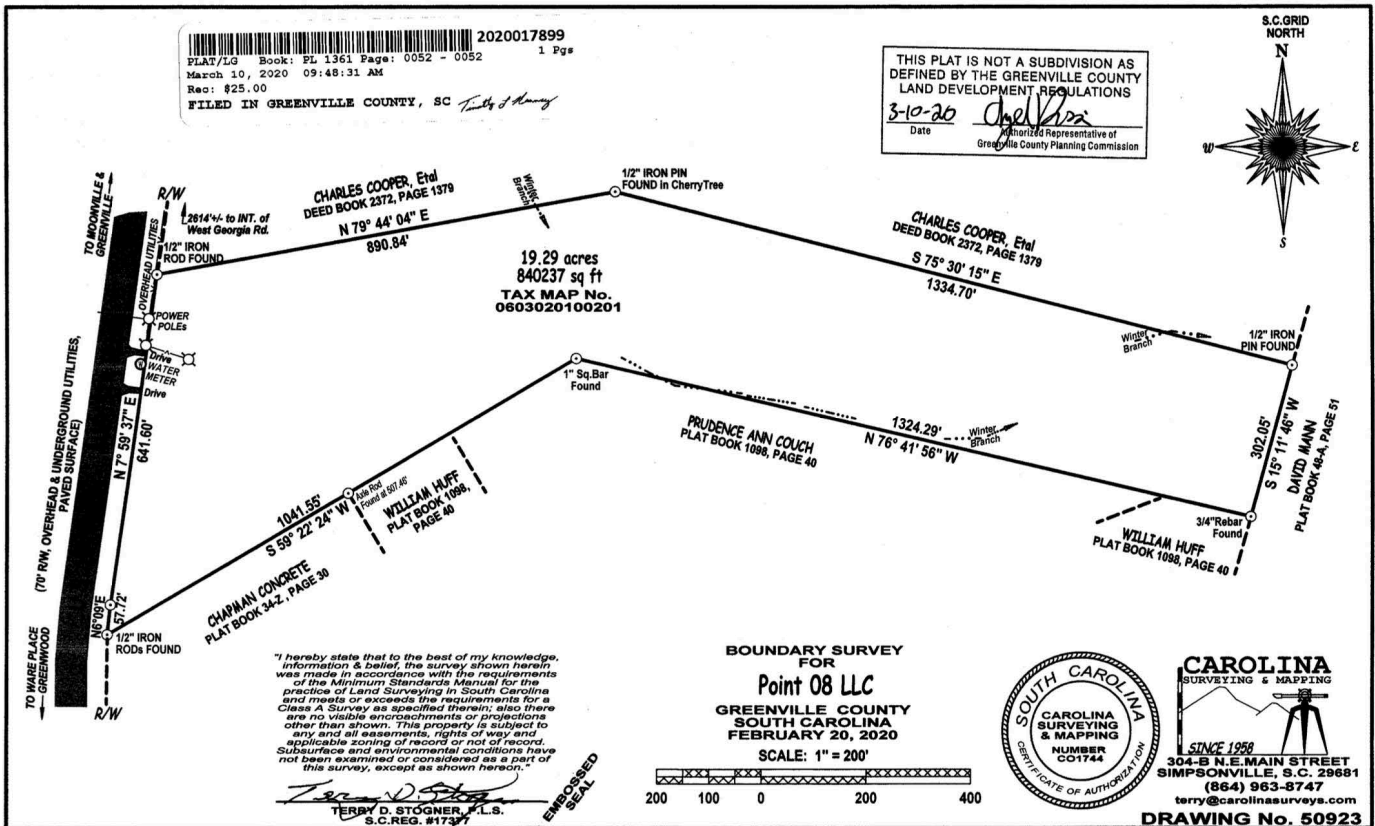 2020017899
1 Pgs
PLAT/LG Book: PL 1361 Page: 0052 - 0052
March 10, 2020 09:48:31 AM
Rec: $25.00
FILED IN GREENVILLE COUNTY, SC
THIS PLAT IS NOT A SUBDIVISION AS
DEFINED BY THE GREENVILLE COUNTY
LAND DEVELOPMENT REGULATIONS
3-10-20
Date
Authorized Representative of
Greenville County Planning Commission
S.C.GRID
NORTH
N
W
E
S
TO MOONVILLE &
GREENVILLE
R/W
2614'+/- to INT. of
West Georgia Rd.
1/2" IRON
ROD FOUND
OVERHEAD UTILITIES
POWER
POLEs
Drive
WATER
METER
Drive
CHARLES COOPER, Etal
DEED BOOK 2372, PAGE 1379
N 79° 44' 04" E
890.84'
Winter
Branch
1/2" IRON PIN
FOUND in CherryTree
19.29 acres
840237 sq ft
TAX MAP No.
0603020100201
CHARLES COOPER, Etal
DEED BOOK 2372, PAGE 1379
S 75° 30' 15" E
1334.70'
Winter
Branch
1/2" IRON
PIN FOUND
302.05'
S 15° 11' 46" W
DAVID MANN
PLAT BOOK 48-A, PAGE 51
3/4"Rebar
Found
WILLIAM HUFF
PLAT BOOK 1098, PAGE 40
1324.29'
N 76° 41' 56" W
Winter
Branch
PRUDENCE ANN COUCH
PLAT BOOK 1098, PAGE 40
1" Sq.Bar
Found
1041.55'
S 59° 22' 24" W
Axle Rod
Found at 507.46'
WILLIAM HUFF
PLAT BOOK 1098,
PAGE 40
CHAPMAN CONCRETE
PLAT BOOK 34-Z , PAGE 30
(70' R/W, OVERHEAD & UNDERGROUND UTILITIES,
PAVED SURFACE)
N 7° 59' 37" E
641.60'
N6°09'E
57.72'
1/2" IRON
RODs FOUND
TO WARE PLACE
GREENWOOD
R/W
"I hereby state that to the best of my knowledge,
information & belief, the survey shown herein
was made in accordance with the requirements
of the Minimum Standards Manual for the
practice of Land Surveying in South Carolina
and meets or exceeds the requirements for a
Class A Survey as specified therein; also there
are no visible encroachments or projections
other than shown. This property is subject to
any and all easements, rights of way and
applicable zoning of record or not of record.
Subsurface and environmental conditions have
not been examined or considered as a part of
this survey, except as shown hereon."
Terry D. Stogner
TERRY D. STOGNER, P.L.S.
S.C.REG. #17377
EMBOSSED
SEAL
BOUNDARY SURVEY
FOR
Point 08 LLC
GREENVILLE COUNTY
SOUTH CAROLINA
FEBRUARY 20, 2020
SCALE: 1" = 200'
200 100 0 200 400
SOUTH CAROLINA
CAROLINA
SURVEYING
& MAPPING
NUMBER
CO1744
CERTIFICATE OF AUTHORIZATION
CAROLINA
SURVEYING & MAPPING
SINCE 1958
304-B N.E.MAIN STREET
SIMPSONVILLE, S.C. 29681
(864) 963-8747
terry@carolinasurveys.com
DRAWING No. 50923